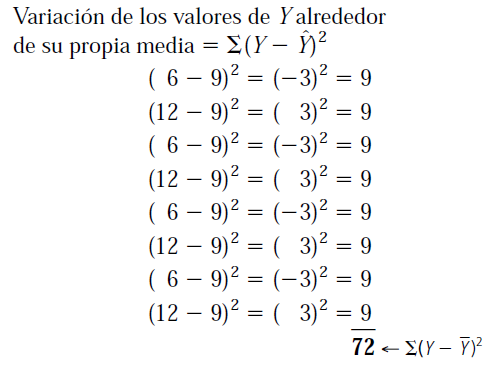 Variación de los valores de Y alrededor
de su propia media = Σ(Y − Ŷ)²
( 6 − 9)² = (−3)² = 9
(12 − 9)² = ( 3)² = 9
( 6 − 9)² = (−3)² = 9
(12 − 9)² = ( 3)² = 9
( 6 − 9)² = (−3)² = 9
(12 − 9)² = ( 3)² = 9
( 6 − 9)² = (−3)² = 9
(12 − 9)² = ( 3)² = 9
72 ← Σ(Y − Ȳ)²